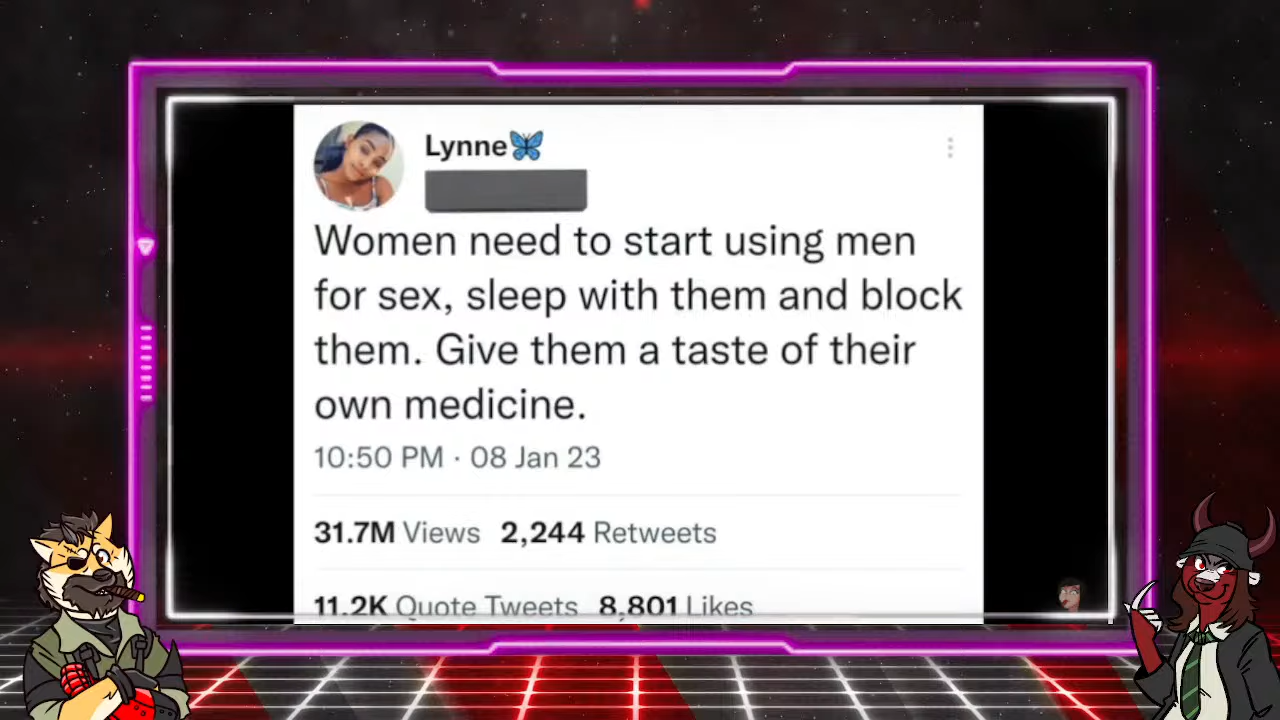 Lynne🦋
Women need to start using men
for sex, sleep with them and block
them. Give them a taste of their
own medicine.
10:50 PM · 08 Jan 23
31.7M Views 2,244 Retweets
11.2K Quote Tweets 8,801 Likes